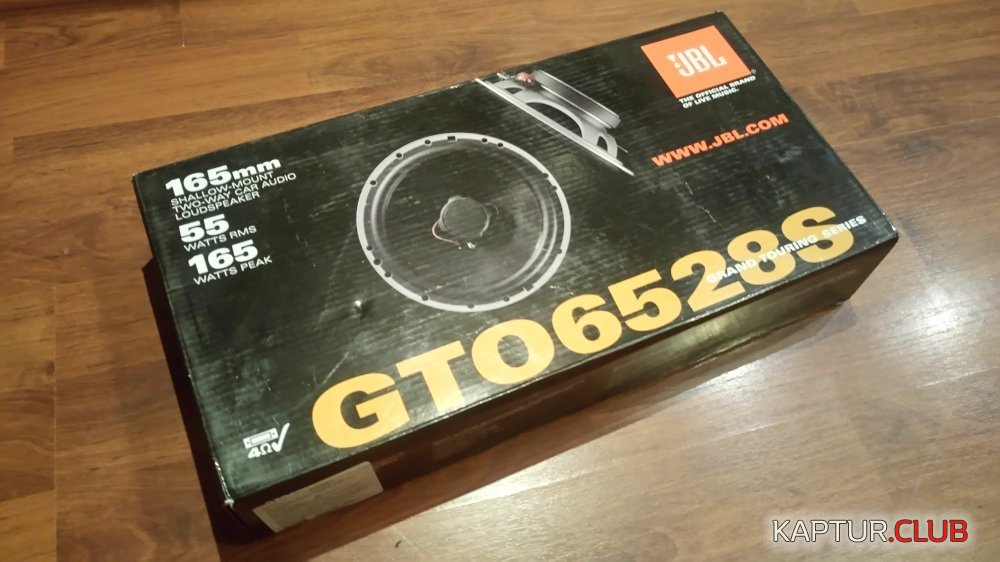 JBL®
THE OFFICIAL BRAND
OF LIVE MUSIC.
WWW.JBL.COM
165mm
SHALLOW-MOUNT
TWO-WAY CAR AUDIO
LOUDSPEAKER
55
WATTS RMS
165
WATTS PEAK
GTO6528S
GRAND TOURING SERIES
4Ω
KAPTUR.CLUB